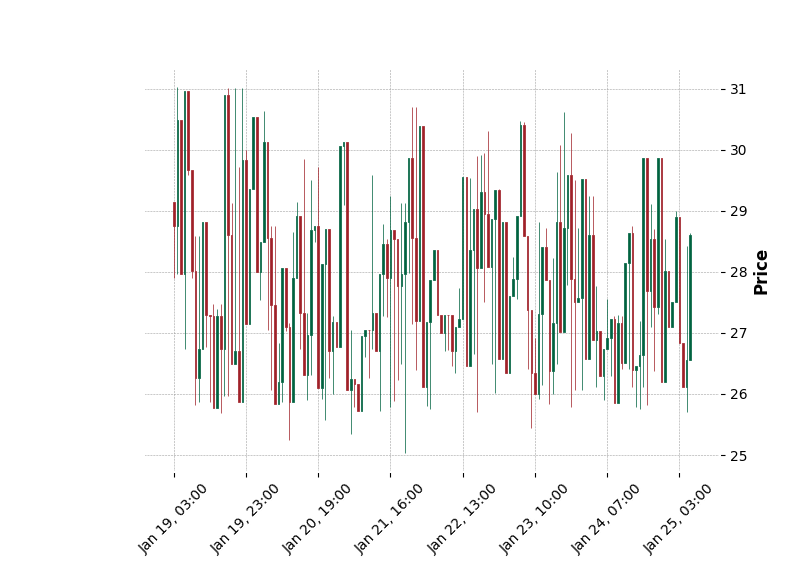 31
30
29
28
27
26
25
Price
Jan 19, 03:00
Jan 19, 23:00
Jan 20, 19:00
Jan 21, 16:00
Jan 22, 13:00
Jan 23, 10:00
Jan 24, 07:00
Jan 25, 03:00